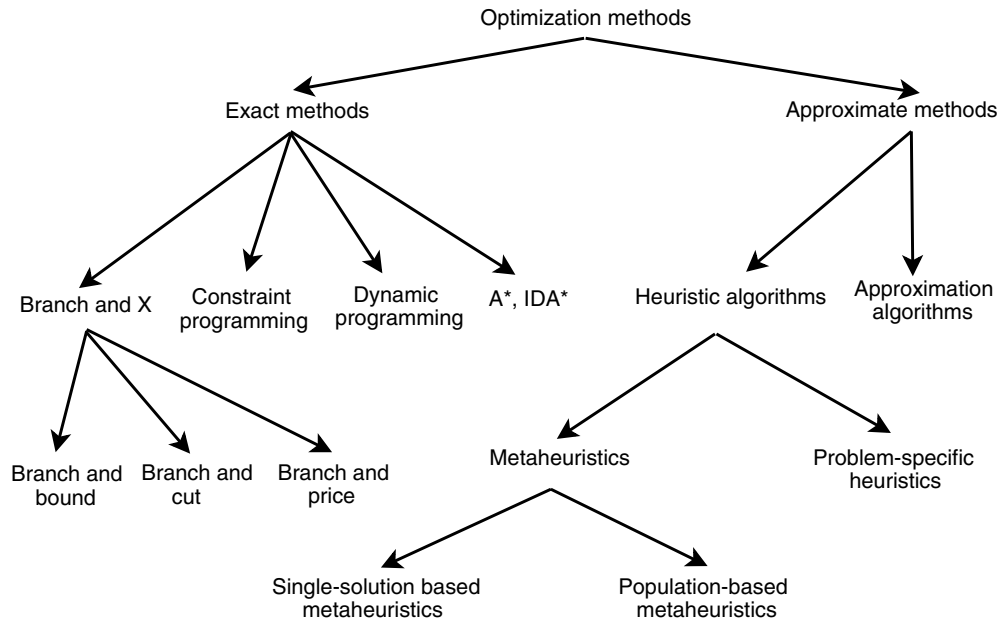 Optimization methods
Exact methods
Approximate methods
Branch and X
Constraint
programming
Dynamic
programming
A*, IDA*
Heuristic algorithms
Approximation
algorithms
Branch and
bound
Branch and
cut
Branch and
price
Metaheuristics
Problem-specific
heuristics
Single-solution based
metaheuristics
Population-based
metaheuristics